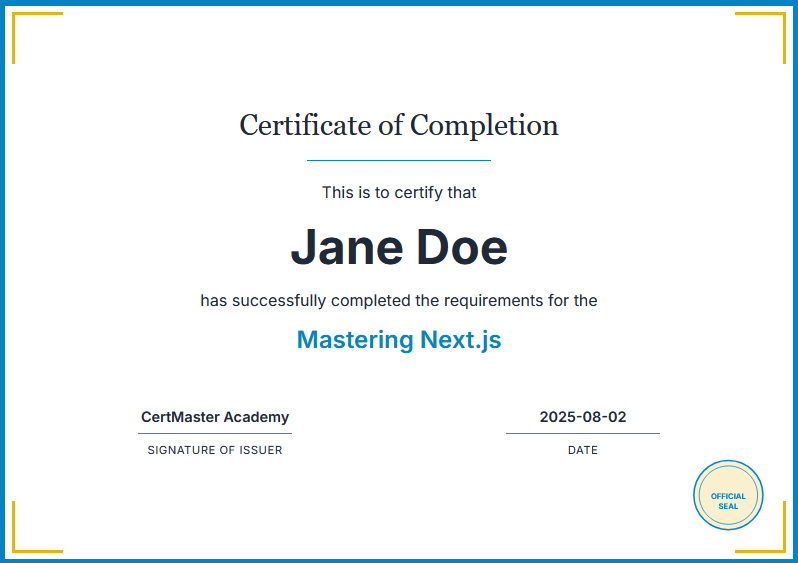 Certificate of Completion
This is to certify that
Jane Doe
has successfully completed the requirements for the
Mastering Next.js
CertMaster Academy
SIGNATURE OF ISSUER
2025-08-02
DATE
OFFICIAL
SEAL